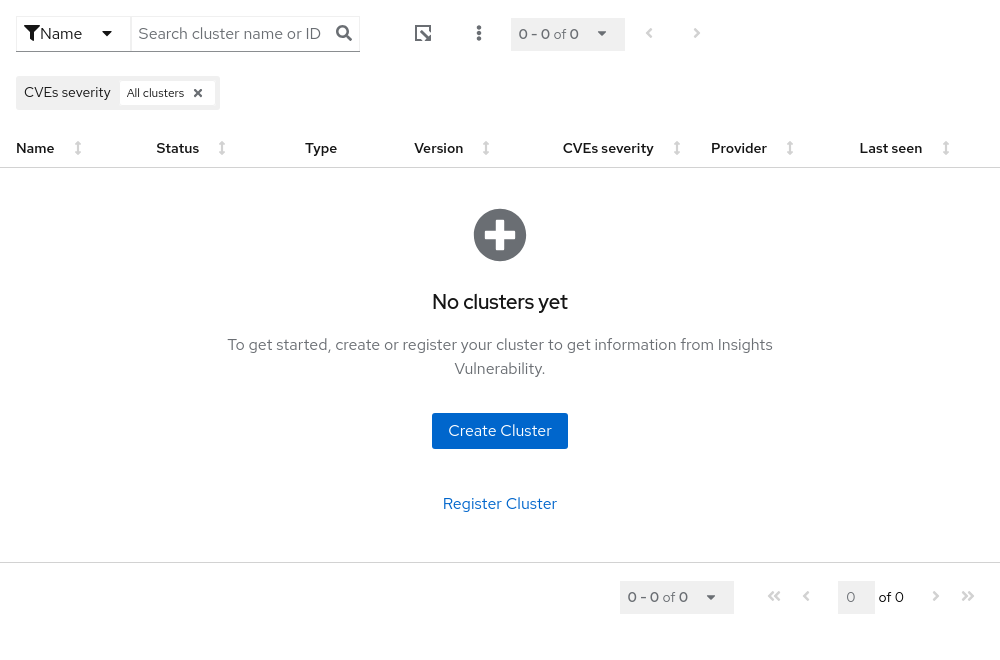 Name Search cluster name or ID 0 - 0 of 0
CVEs severity All clusters
Name Status Type Version CVEs severity Provider Last seen
No clusters yet
To get started, create or register your cluster to get information from Insights
Vulnerability.
Create Cluster
Register Cluster
0 - 0 of 0 0 of 0